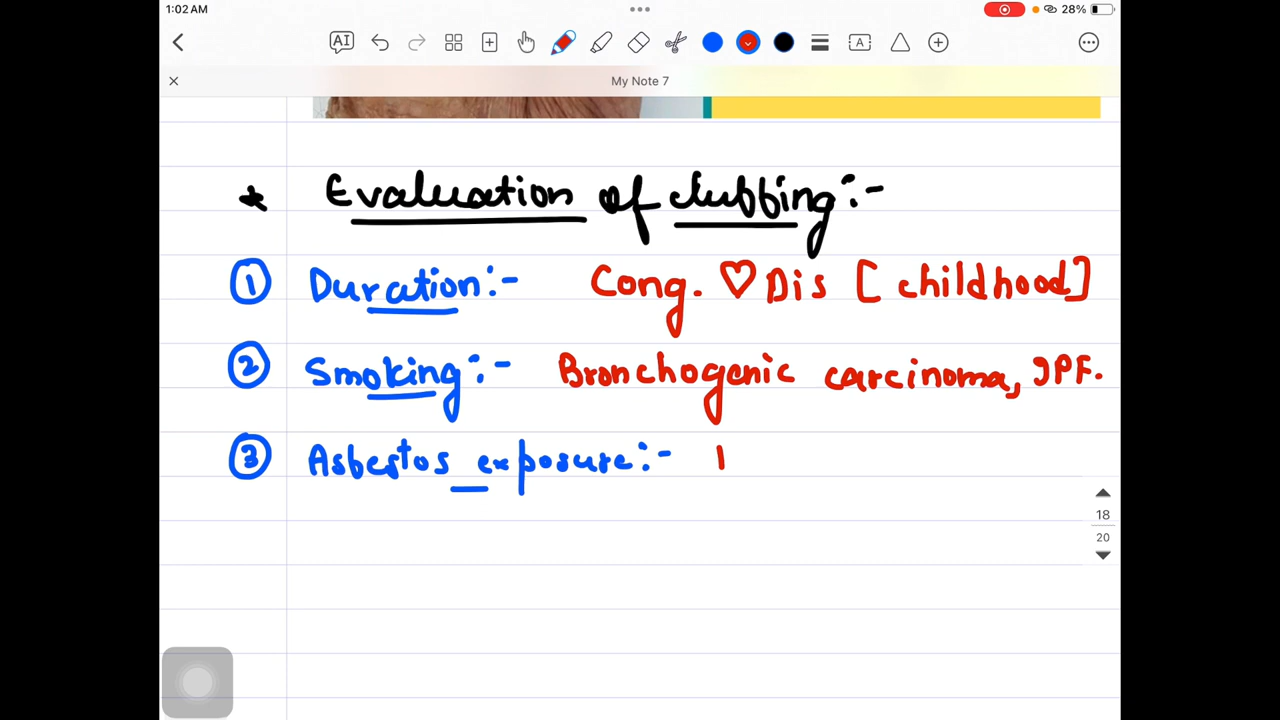 1:02 AM
28%
AI
A
My Note 7
* Evaluation of clubbing:-
① Duration:- Cong. ♡ Dis [childhood]
② Smoking:- Bronchogenic carcinoma, IPF.
③ Asbestos exposure:-
18
20